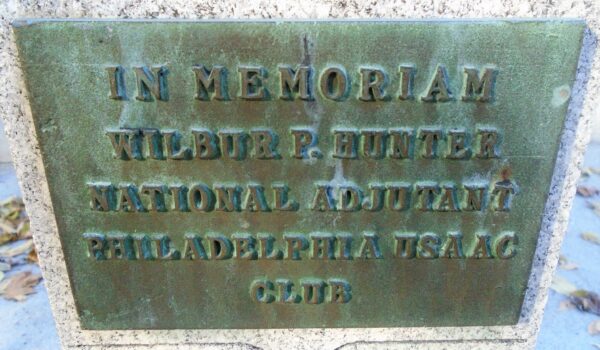 IN MEMORIAM
WILBUR P. HUNTER
NATIONAL ADJUTANT
PHILADELPHIA USAAC
CLUB